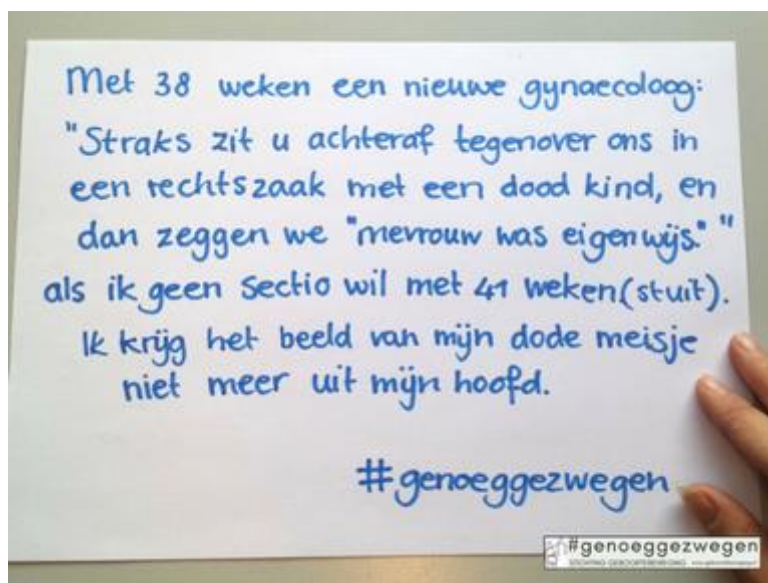 Met 38 weken een nieuwe gynaecoloog:
"Straks zit u achteraf tegenover ons in
een rechtszaak met een dood kind, en
dan zeggen we "mevrouw was eigenwijs." "
als ik geen sectio wil met 41 weken (stuit).
Ik krijg het beeld van mijn dode meisje
niet meer uit mijn hoofd.
#genoeggezwegen
#genoeggezwegen
STICHTING GEBOORTEBEWEGING